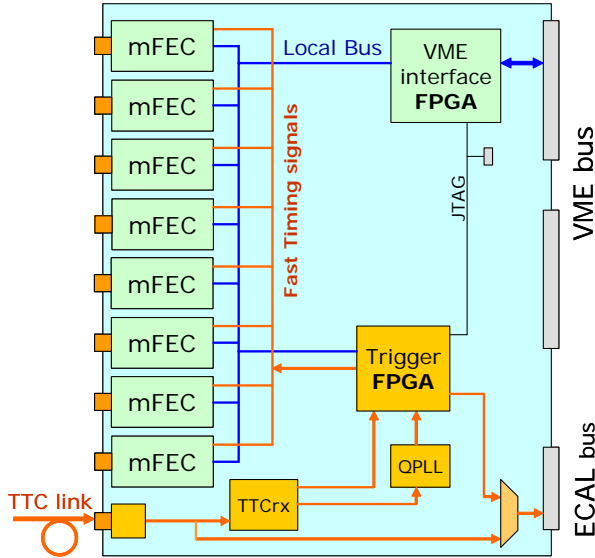 mFEC
mFEC
mFEC
mFEC
mFEC
mFEC
mFEC
mFEC
Local Bus
Fast Timing signals
VME
interface
FPGA
JTAG
VME bus
Trigger
FPGA
QPLL
TTCrx
TTC link
ECAL bus